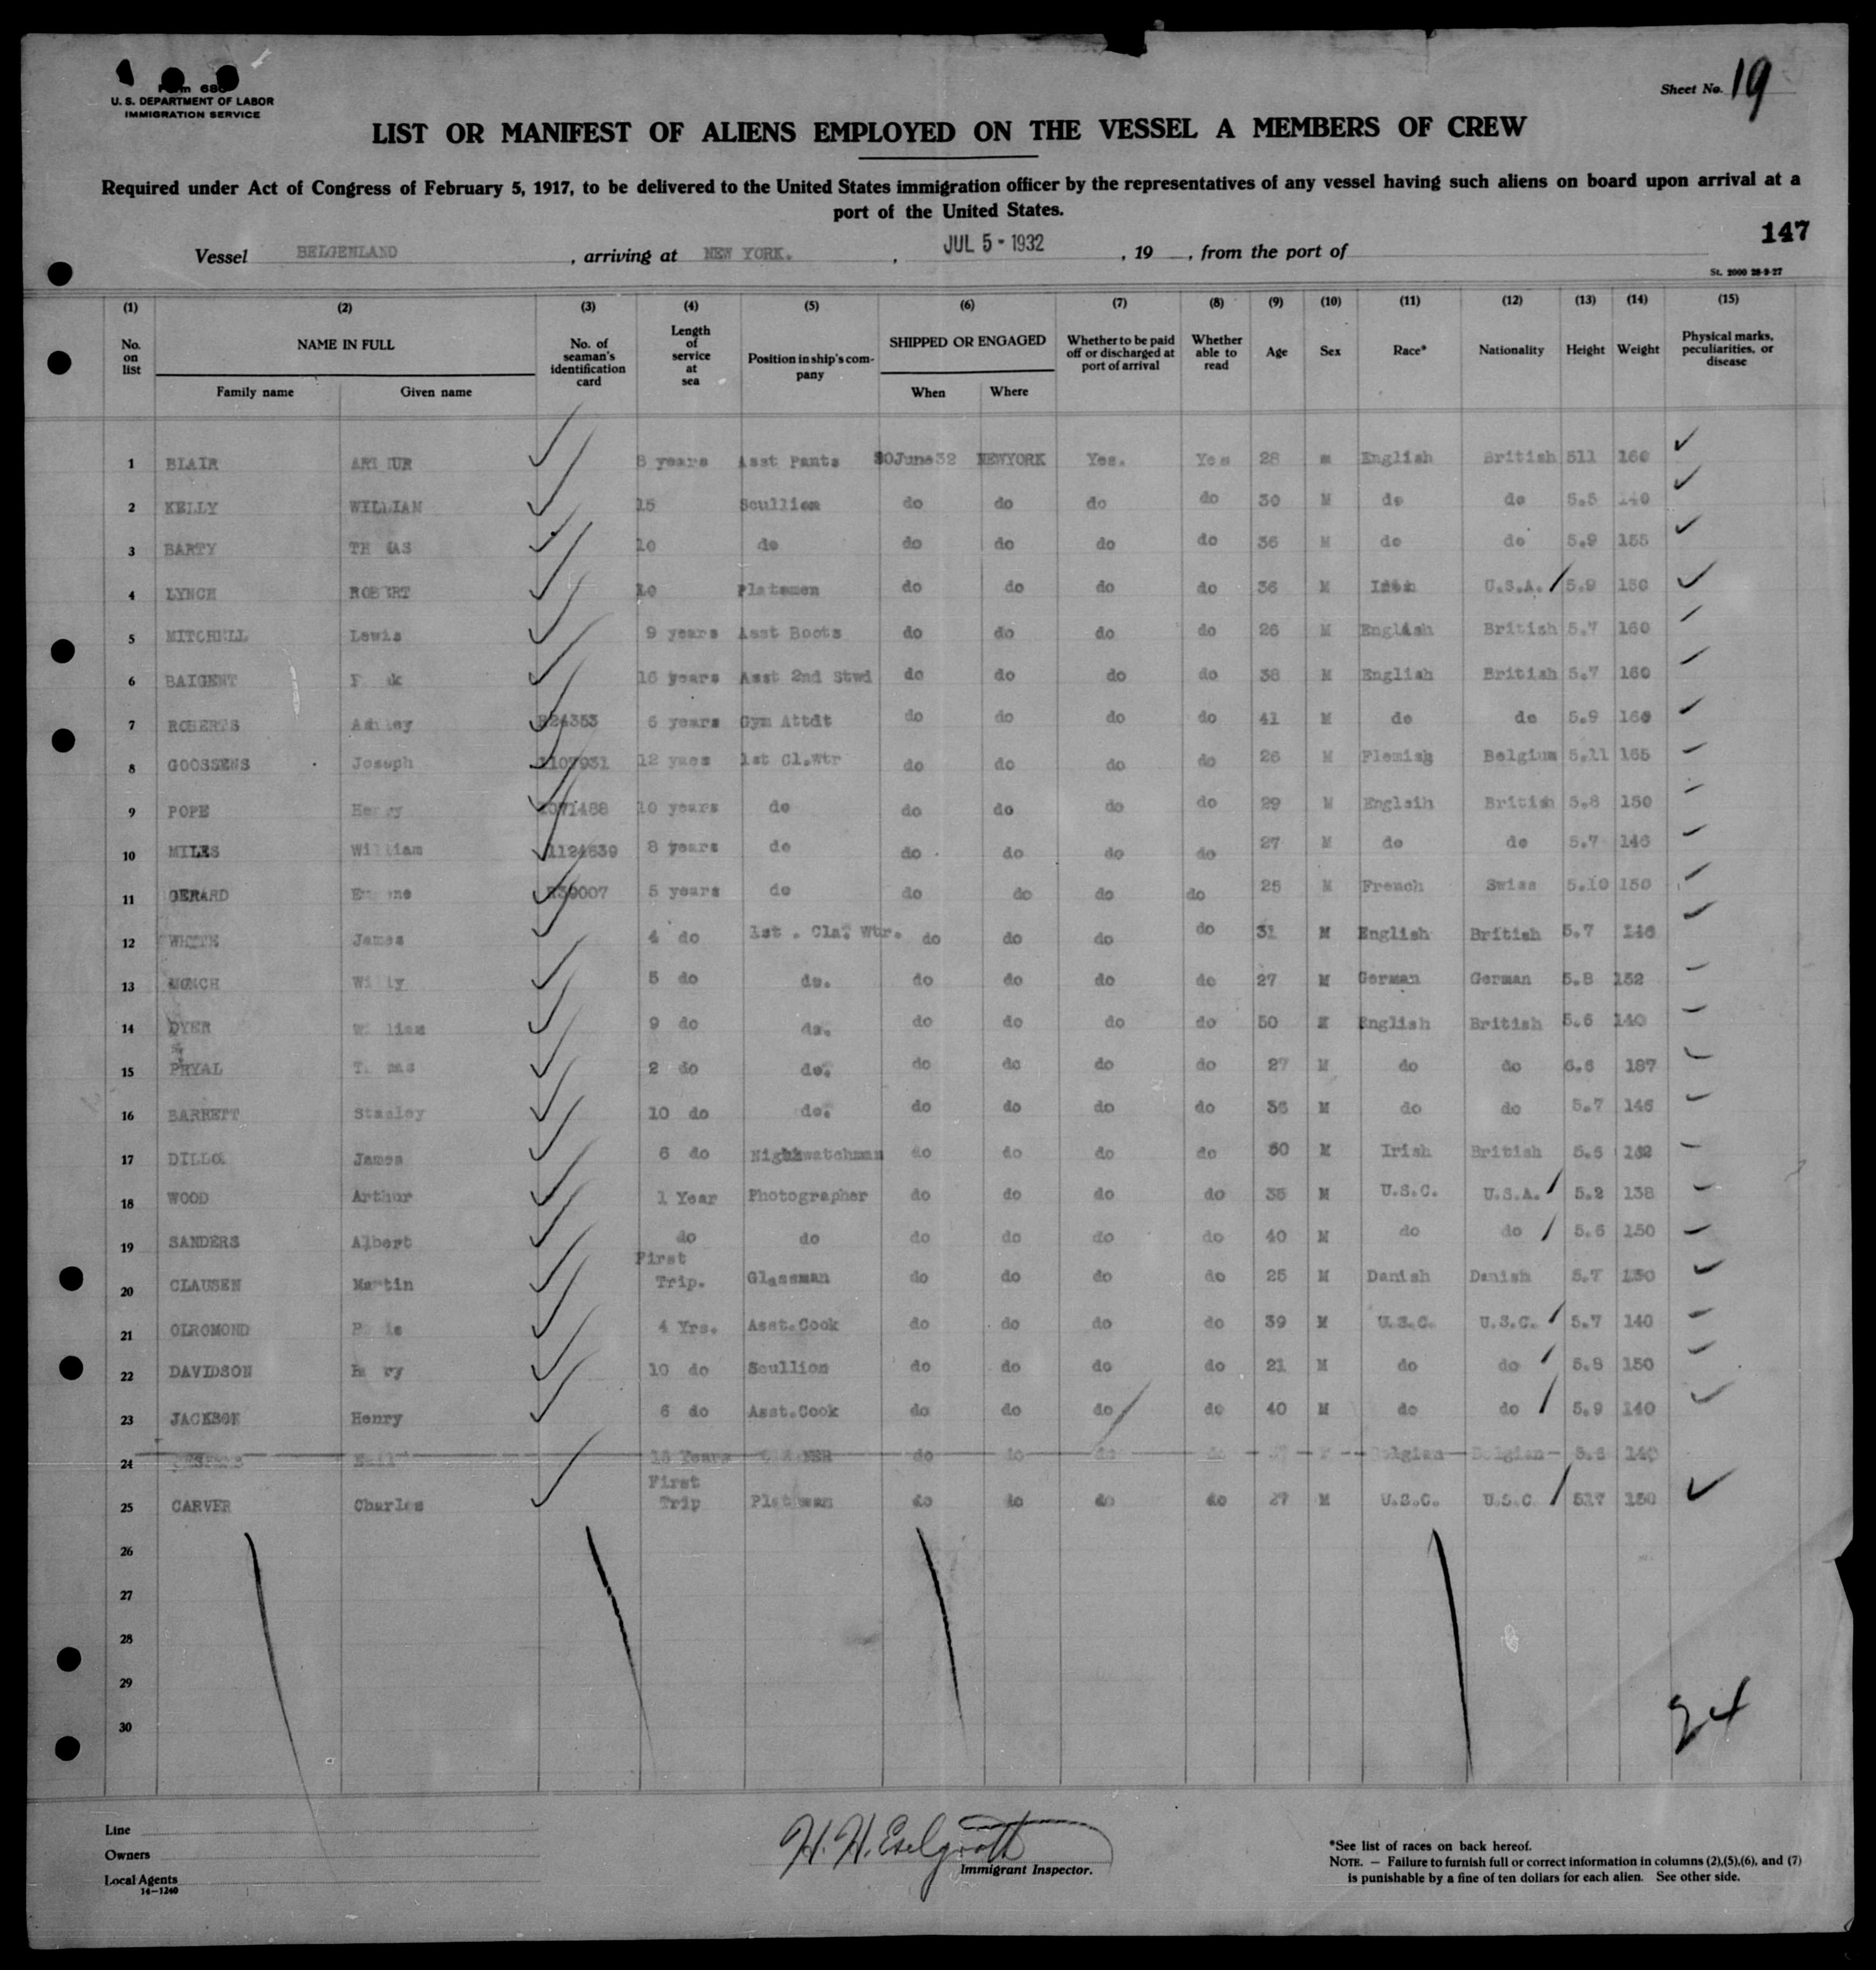 Form 680
U. S. DEPARTMENT OF LABOR
IMMIGRATION SERVICE
Sheet No. 19
LIST OR MANIFEST OF ALIENS EMPLOYED ON THE VESSEL A MEMBERS OF CREW
Required under Act of Congress of February 5, 1917, to be delivered to the United States immigration officer by the representatives of any vessel having such aliens on board upon arrival at a
port of the United States.
147
Vessel BELGENLAND , arriving at NEW YORK. , JUL 5 - 1932 , 19 , from the port of
St. 2000 28-9-27
(1) (2) (3) (4) (5) (6) (7) (8) (9) (10) (11) (12) (13) (14) (15)
No. on list NAME IN FULL Family name Given name No. of seaman's identification card Length of service at sea Position in ship's company SHIPPED OR ENGAGED When Where Whether to be paid off or discharged at port of arrival Whether able to read Age Sex Race* Nationality Height Weight Physical marks, peculiarities, or disease
1 BLAIR 8 years Asst Pants 30June32 NEWYORK Yes. Yes 28 m English British 511 160
2 KELLY WILLIAM 15 Scullion do do do do 30 M do do 5.5 140
3 BARTY 10 do do do do do 36 M do do 5.9 155
4 LYNCH 10 Platemen do do do do 36 M U.S.A. 5.9 150
5 MITCHELL Lewis 9 years Asst Boots do do do do 26 M English British 5.7 160
6 BAIGENT 16 years Asst 2nd Stwd do do do do 38 M English British 5.7 160
7 ROBERTS 6 years Gym Attdt do do do do 41 M do do 5.9 160
8 GOOSSENS Joseph 12 1st Cl.Wtr do do do do 26 M Flemish Belgium 5.11 165
9 POPE 10 years do do do do do 29 M Englsih British 5.8 150
10 MILES William 1124639 8 years do do do do do 27 M do do 5.7 146
11 GERARD 5 years do do do do do 25 M French Swiss 5.10 150
12 WHITE James 4 do 1st . Cla. Wtr. do do do do 31 M English British 5.7 146
13 Willy 5 do do. do do do do 27 M German German 5.8 152
14 DYER William 9 do do. do do do do 50 M English British 5.6 140
15 PRYAL 2 do do. do do do do 27 M do do 6.6 187
16 BARRETT Stanley 10 do do. do do do do 36 M do do 5.7 146
17 James 6 do Nightwatchman do do do do M Irish British 5.6
18 WOOD Arthur 1 Year Photographer do do do do 35 M U.S.C. U.S.A. 5.2 138
19 SANDERS Albert do do do do do do 40 M do do 5.6 150
20 CLAUSEN Martin First Trip. Glassman do do do do 25 M Danish Danish 5.7 130
21 OLROMOND 4 Yrs. Asst.Cook do do do do 39 M U.S.C. U.S.C. 5.7 140
22 DAVIDSON 10 do Scullion do do do do 21 M do do 5.8 150
23 JACKSON Henry 6 do Asst.Cook do do do do 40 M do do 5.9 140
24 15 Years do do do do Belgian Belgian 140
25 CARVER Charles First Trip do do do do 27 M U.S.C. U.S.C 517 150
26
27
28
29
30
24
Line
Owners
Local Agents
14—1240
H. H. Eselgroth
Immigrant Inspector.
*See list of races on back hereof.
NOTE. — Failure to furnish full or correct information in columns (2),(5),(6), and (7)
is punishable by a fine of ten dollars for each alien. See other side.